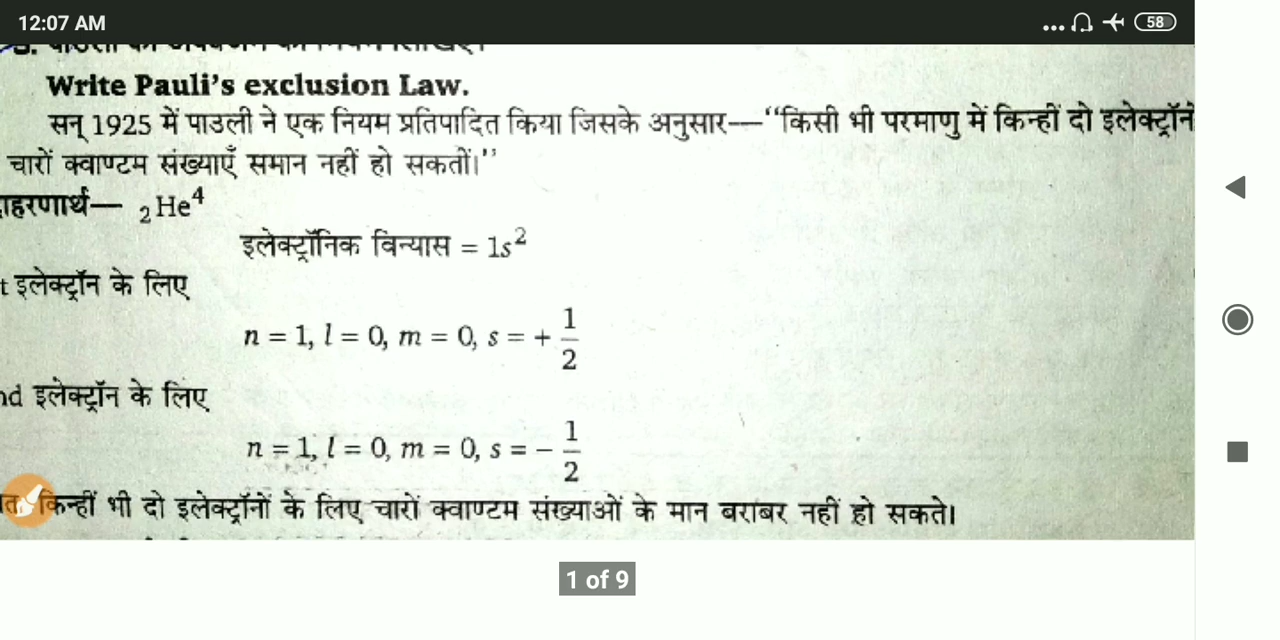 12:07 AM
58
Write Pauli's exclusion Law.
सन् 1925 में पाउली ने एक नियम प्रतिपादित किया जिसके अनुसार—"किसी भी परमाणु में किन्हीं दो इलेक्ट्रॉनों
चारों क्वाण्टम संख्याएँ समान नहीं हो सकतीं।"
हरणार्थ— ₂He⁴
इलेक्ट्रॉनिक विन्यास = 1s²
t इलेक्ट्रॉन के लिए
n = 1, l = 0, m = 0, s = + 1/2
nd इलेक्ट्रॉन के लिए
n = 1, l = 0, m = 0, s = − 1/2
किन्हीं भी दो इलेक्ट्रॉनों के लिए चारों क्वाण्टम संख्याओं के मान बराबर नहीं हो सकते।
1 of 9